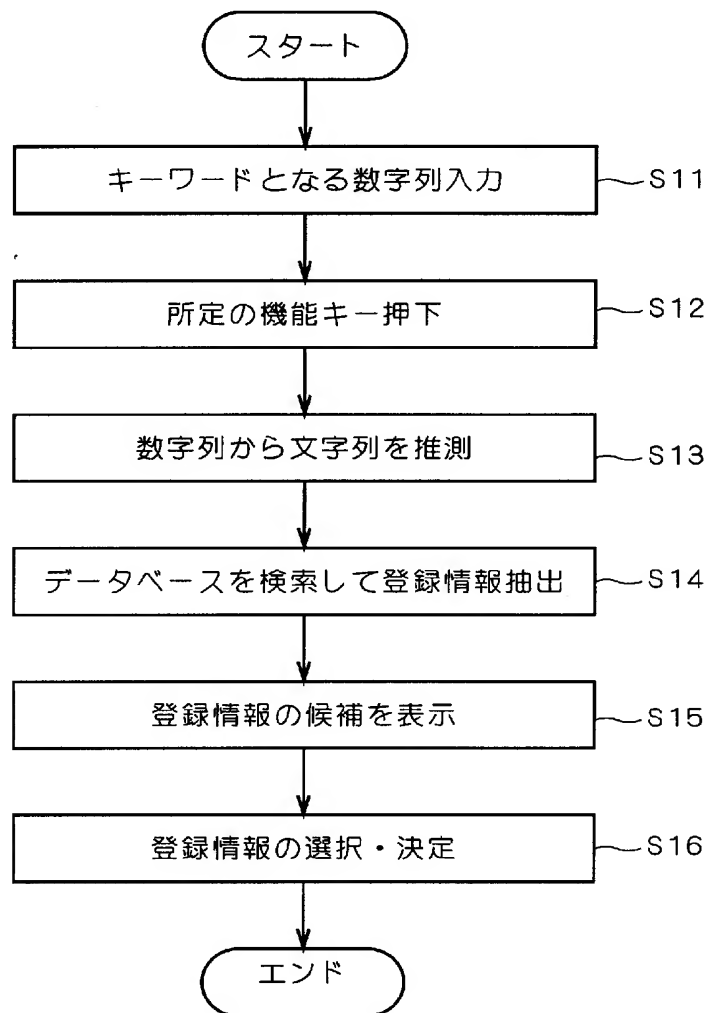 スタート
キーワードとなる数字列入力
S11
所定の機能キー押下
S12
数字列から文字列を推測
S13
データベースを検索して登録情報抽出
S14
登録情報の候補を表示
S15
登録情報の選択・決定
S16
エンド